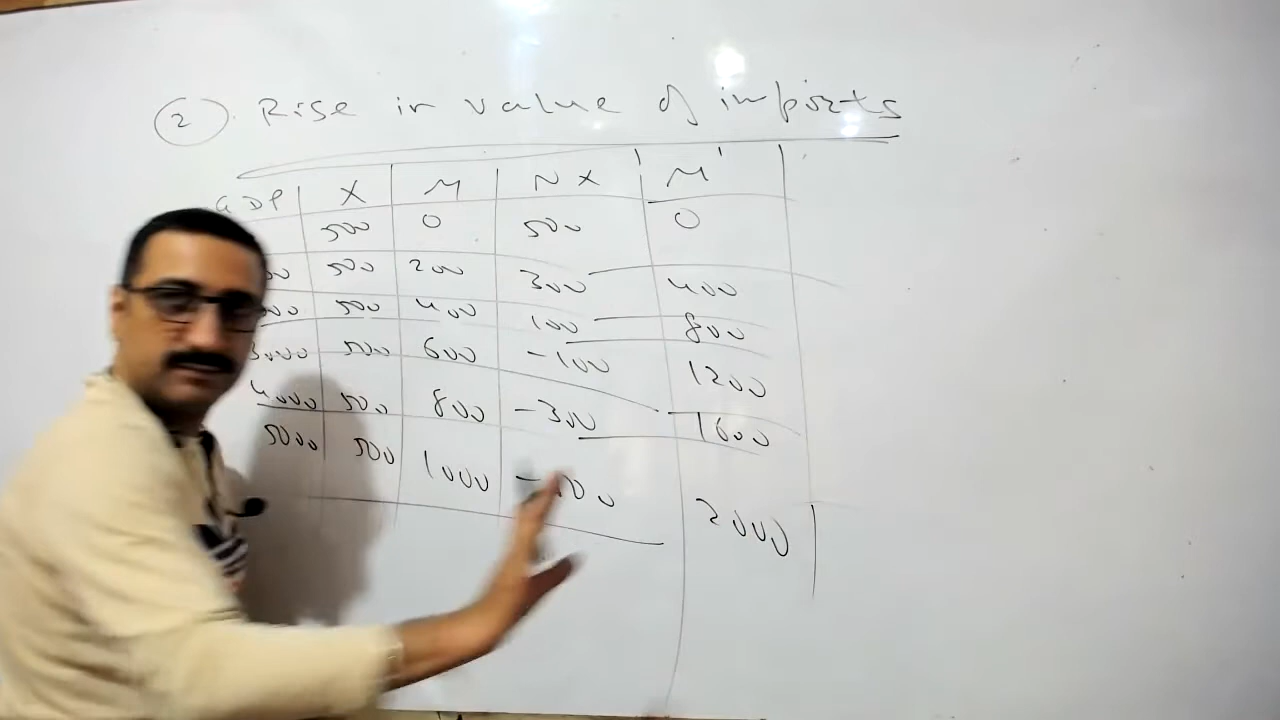 2 Rise in value of imports
GDP X M NX M'
500 0 500 0
500 200 300 400
500 400 100 800
3000 500 600 -100 1200
4000 500 800 -300 1600
5000 500 1000 2000